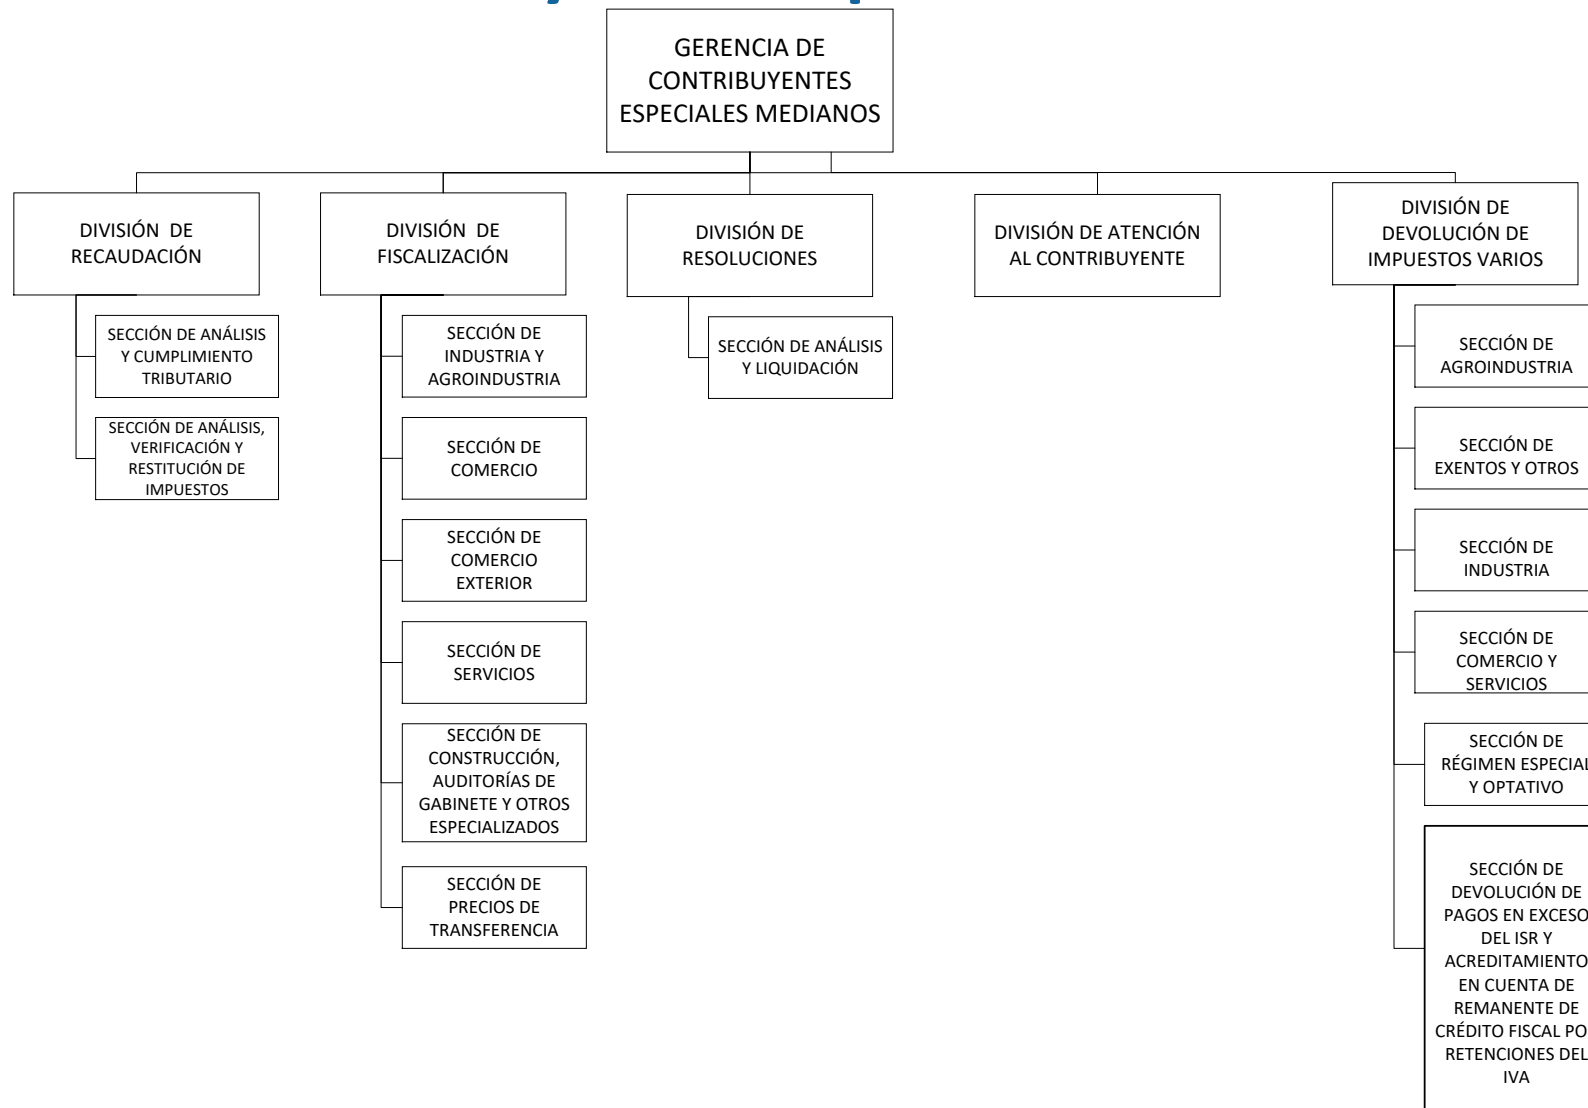 GERENCIA DE
CONTRIBUYENTES
ESPECIALES MEDIANOS
DIVISIÓN DE
RECAUDACIÓN
SECCIÓN DE ANÁLISIS
Y CUMPLIMIENTO
TRIBUTARIO
SECCIÓN DE ANÁLISIS,
VERIFICACIÓN Y
RESTITUCIÓN DE
IMPUESTOS
DIVISIÓN DE
FISCALIZACIÓN
SECCIÓN DE
INDUSTRIA Y
AGROINDUSTRIA
SECCIÓN DE
COMERCIO
SECCIÓN DE
COMERCIO
EXTERIOR
SECCIÓN DE
SERVICIOS
SECCIÓN DE
CONSTRUCCIÓN,
AUDITORÍAS DE
GABINETE Y OTROS
ESPECIALIZADOS
SECCIÓN DE
PRECIOS DE
TRANSFERENCIA
DIVISIÓN DE
RESOLUCIONES
SECCIÓN DE ANÁLISIS
Y LIQUIDACIÓN
DIVISIÓN DE ATENCIÓN
AL CONTRIBUYENTE
DIVISIÓN DE
DEVOLUCIÓN DE
IMPUESTOS VARIOS
SECCIÓN DE
AGROINDUSTRIA
SECCIÓN DE
EXENTOS Y OTROS
SECCIÓN DE
INDUSTRIA
SECCIÓN DE
COMERCIO Y
SERVICIOS
SECCIÓN DE
RÉGIMEN ESPECIAL
Y OPTATIVO
SECCIÓN DE
DEVOLUCIÓN DE
PAGOS EN EXCESO
DEL ISR Y
ACREDITAMIENTO
EN CUENTA DE
REMANENTE DE
CRÉDITO FISCAL PO
RETENCIONES DEL
IVA